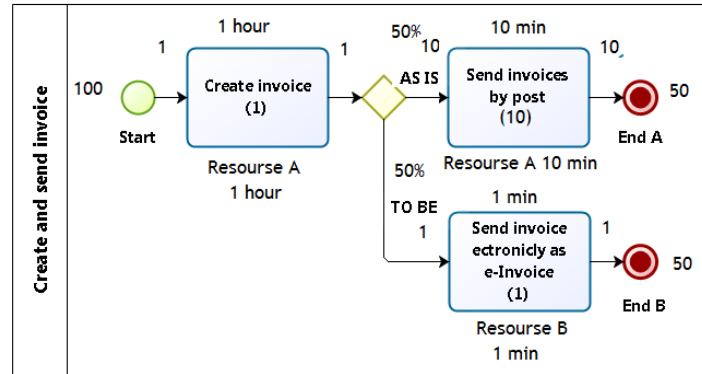 Create and send invoice
1 hour
50%
10 min
1
1
10
10,
100
Create invoice
(1)
AS IS
Send invoices
by post
(10)
50
Start
End A
Resourse A
1 hour
50%
Resourse A 10 min
1 min
TO BE
1
Send invoice
ectronicly as
e-Invoice
(1)
1
50
End B
Resourse B
1 min